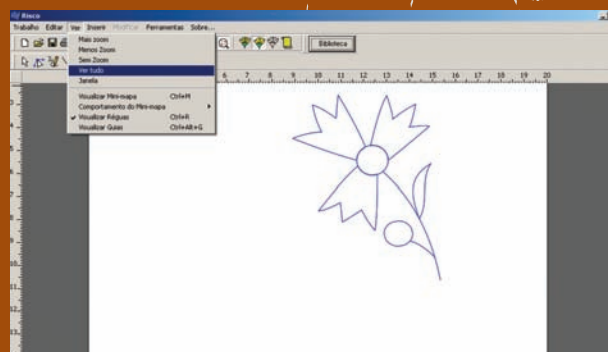 Risco
Trabalho Editar Ver Inserir Modificar Ferramentas Sobre...
Mais zoom
Menos Zoom
Sem Zoom
Ver tudo
Janela
Visualizar Mini-mapa Ctrl+M
Comportamento do Mini-mapa
Visualizar Réguas Ctrl+R
Visualizar Guias Ctrl+Alt+G
Biblioteca
6 7 8 9 10 11 12 13 14 15 16 17 18 19 20